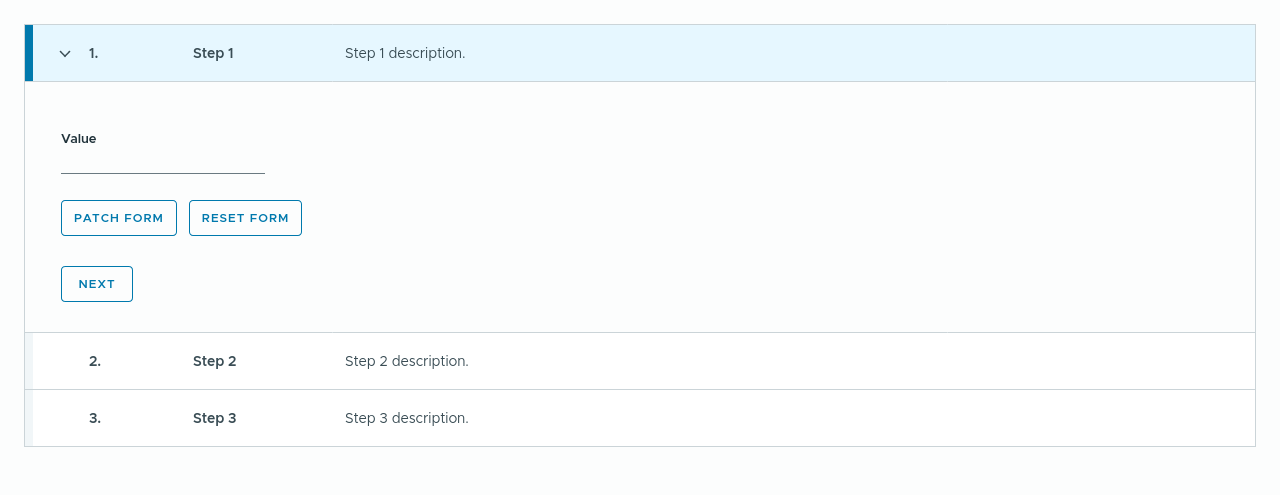 1. Step 1 Step 1 description.
Value
PATCH FORM RESET FORM
NEXT
2. Step 2 Step 2 description.
3. Step 3 Step 3 description.